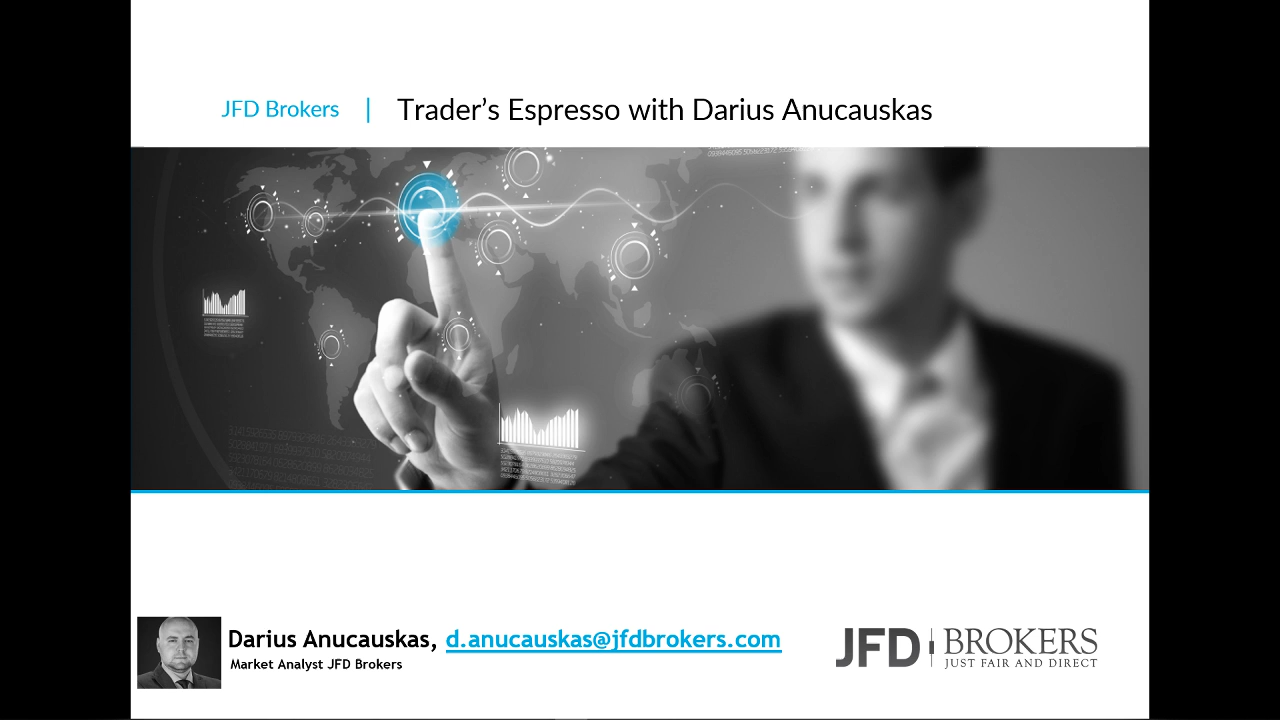 JFD Brokers | Trader’s Espresso with Darius Anucauskas
Darius Anucauskas, d.anucauskas@jfdbrokers.com
Market Analyst JFD Brokers
JFD | BROKERS
JUST FAIR AND DIRECT